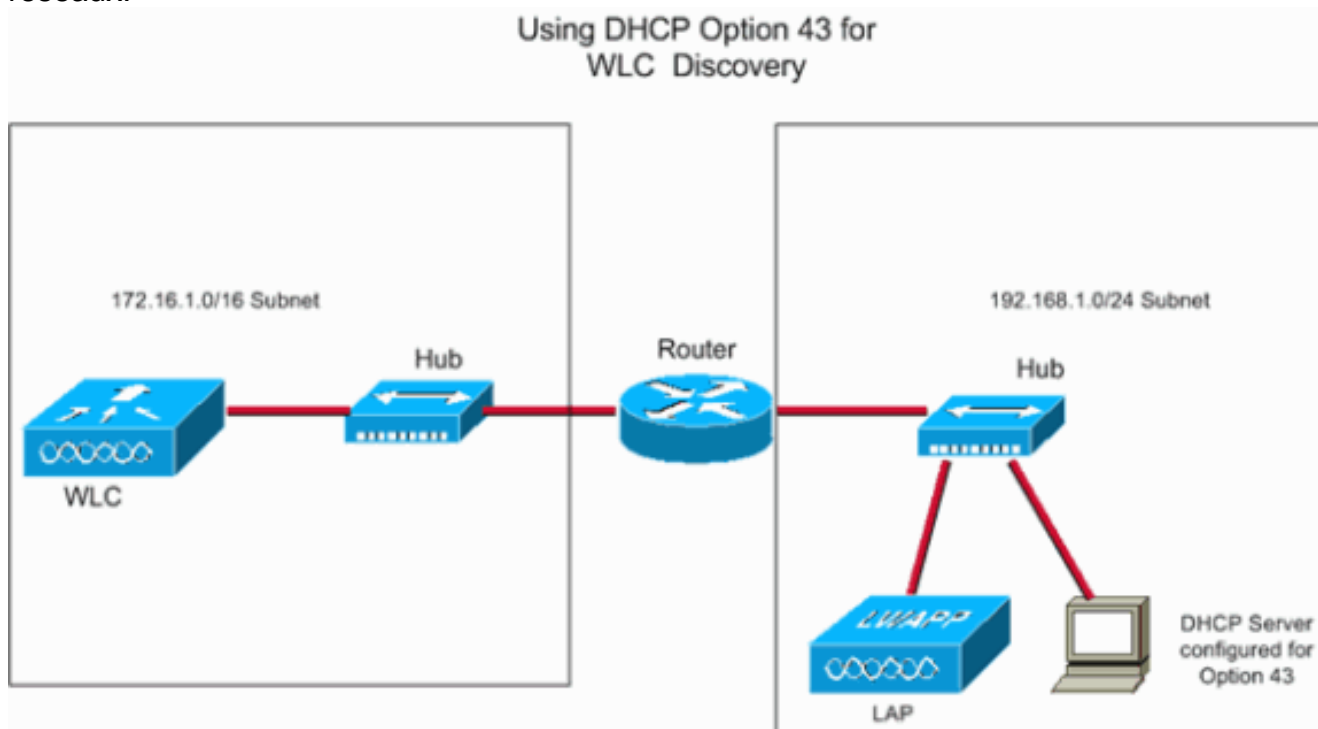 réseaux.
Using DHCP Option 43 for
WLC Discovery
172.16.1.0/16 Subnet
192.168.1.0/24 Subnet
Hub
Router
Hub
WLC
LWAPP
LAP
DHCP Server
configured for
Option 43